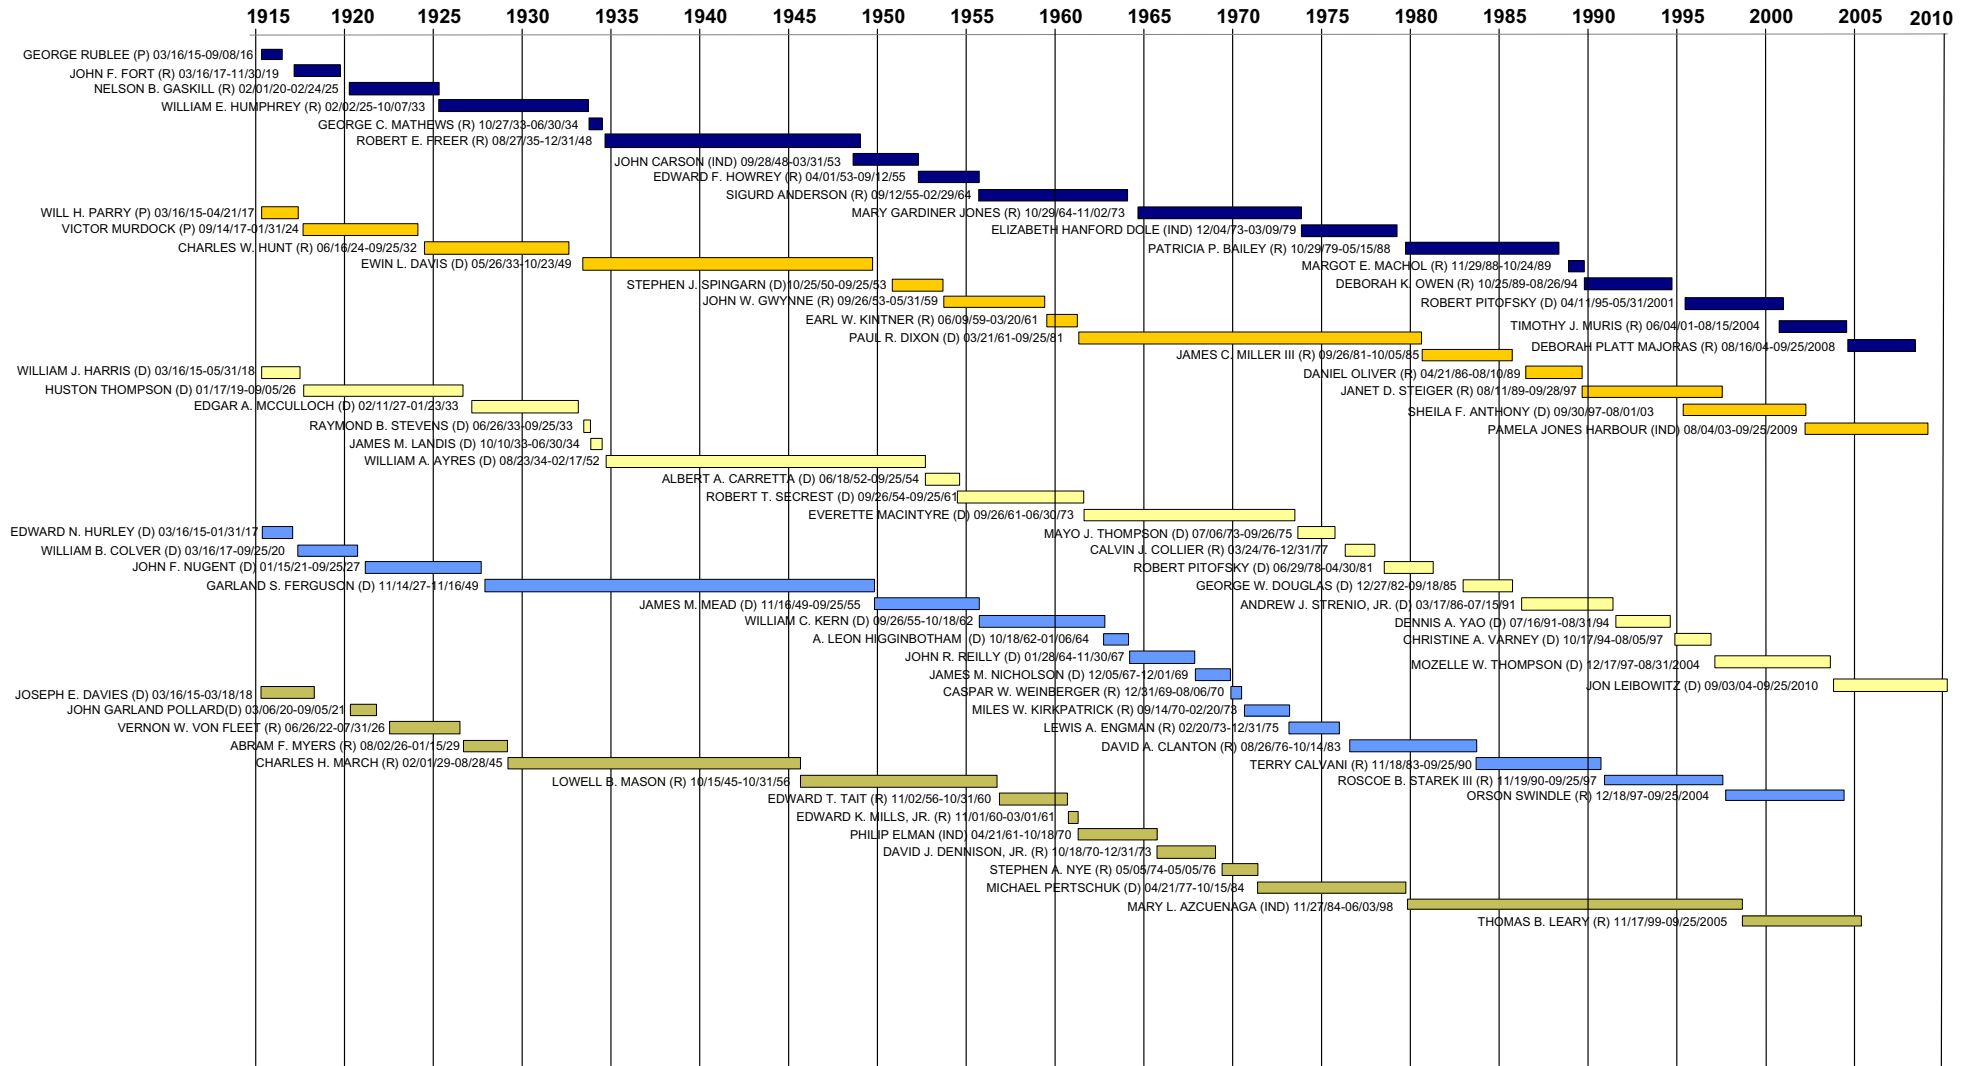 1915 1920 1925 1930 1935 1940 1945 1950 1955 1960 1965 1970 1975 1980 1985 1990 1995 2000 2005 2010
GEORGE RUBLEE (P) 03/16/15-09/08/16
JOHN F. FORT (R) 03/16/17-11/30/19
NELSON B. GASKILL (R) 02/01/20-02/24/25
WILLIAM E. HUMPHREY (R) 02/02/25-10/07/33
GEORGE C. MATHEWS (R) 10/27/33-06/30/34
ROBERT E. FREER (R) 08/27/35-12/31/48
JOHN CARSON (IND) 09/28/48-03/31/53
EDWARD F. HOWREY (R) 04/01/53-09/12/55
SIGURD ANDERSON (R) 09/12/55-02/29/64
MARY GARDINER JONES (R) 10/29/64-11/02/73
ELIZABETH HANFORD DOLE (IND) 12/04/73-03/09/79
PATRICIA P. BAILEY (R) 10/29/79-05/15/88
MARGOT E. MACHOL (R) 11/29/88-10/24/89
DEBORAH K. OWEN (R) 10/25/89-08/26/94
ROBERT PITOFSKY (D) 04/11/95-05/31/2001
TIMOTHY J. MURIS (R) 06/04/01-08/15/2004
DEBORAH PLATT MAJORAS (R) 08/16/04-09/25/2008
WILL H. PARRY (P) 03/16/15-04/21/17
VICTOR MURDOCK (P) 09/14/17-01/31/24
CHARLES W. HUNT (R) 06/16/24-09/25/32
EWIN L. DAVIS (D) 05/26/33-10/23/49
STEPHEN J. SPINGARN (D)10/25/50-09/25/53
JOHN W. GWYNNE (R) 09/26/53-05/31/59
EARL W. KINTNER (R) 06/09/59-03/20/61
PAUL R. DIXON (D) 03/21/61-09/25/81
JAMES C. MILLER III (R) 09/26/81-10/05/85
DANIEL OLIVER (R) 04/21/86-08/10/89
JANET D. STEIGER (R) 08/11/89-09/28/97
SHEILA F. ANTHONY (D) 09/30/97-08/01/03
PAMELA JONES HARBOUR (IND) 08/04/03-09/25/2009
WILLIAM J. HARRIS (D) 03/16/15-05/31/18
HUSTON THOMPSON (D) 01/17/19-09/05/26
EDGAR A. MCCULLOCH (D) 02/11/27-01/23/33
RAYMOND B. STEVENS (D) 06/26/33-09/25/33
JAMES M. LANDIS (D) 10/10/33-06/30/34
WILLIAM A. AYRES (D) 08/23/34-02/17/52
ALBERT A. CARRETTA (D) 06/18/52-09/25/54
ROBERT T. SECREST (D) 09/26/54-09/25/61
EVERETTE MACINTYRE (D) 09/26/61-06/30/73
MAYO J. THOMPSON (D) 07/06/73-09/26/75
CALVIN J. COLLIER (R) 03/24/76-12/31/77
ROBERT PITOFSKY (D) 06/29/78-04/30/81
GEORGE W. DOUGLAS (D) 12/27/82-09/18/85
ANDREW J. STRENIO, JR. (D) 03/17/86-07/15/91
DENNIS A. YAO (D) 07/16/91-08/31/94
CHRISTINE A. VARNEY (D) 10/17/94-08/05/97
MOZELLE W. THOMPSON (D) 12/17/97-08/31/2004
JON LEIBOWITZ (D) 09/03/04-09/25/2010
EDWARD N. HURLEY (D) 03/16/15-01/31/17
WILLIAM B. COLVER (D) 03/16/17-09/25/20
JOHN F. NUGENT (D) 01/15/21-09/25/27
GARLAND S. FERGUSON (D) 11/14/27-11/16/49
JAMES M. MEAD (D) 11/16/49-09/25/55
WILLIAM C. KERN (D) 09/26/55-10/18/62
A. LEON HIGGINBOTHAM (D) 10/18/62-01/06/64
JOHN R. REILLY (D) 01/28/64-11/30/67
JAMES M. NICHOLSON (D) 12/05/67-12/01/69
CASPAR W. WEINBERGER (R) 12/31/69-08/06/70
MILES W. KIRKPATRICK (R) 09/14/70-02/20/73
LEWIS A. ENGMAN (R) 02/20/73-12/31/75
DAVID A. CLANTON (R) 08/26/76-10/14/83
TERRY CALVANI (R) 11/18/83-09/25/90
ROSCOE B. STAREK III (R) 11/19/90-09/25/97
ORSON SWINDLE (R) 12/18/97-09/25/2004
JOSEPH E. DAVIES (D) 03/16/15-03/18/18
JOHN GARLAND POLLARD(D) 03/06/20-09/05/21
VERNON W. VON FLEET (R) 06/26/22-07/31/26
ABRAM F. MYERS (R) 08/02/26-01/15/29
CHARLES H. MARCH (R) 02/01/29-08/28/45
LOWELL B. MASON (R) 10/15/45-10/31/56
EDWARD T. TAIT (R) 11/02/56-10/31/60
EDWARD K. MILLS, JR. (R) 11/01/60-03/01/61
PHILIP ELMAN (IND) 04/21/61-10/18/70
DAVID J. DENNISON, JR. (R) 10/18/70-12/31/73
STEPHEN A. NYE (R) 05/05/74-05/05/76
MICHAEL PERTSCHUK (D) 04/21/77-10/15/84
MARY L. AZCUENAGA (IND) 11/27/84-06/03/98
THOMAS B. LEARY (R) 11/17/99-09/25/2005